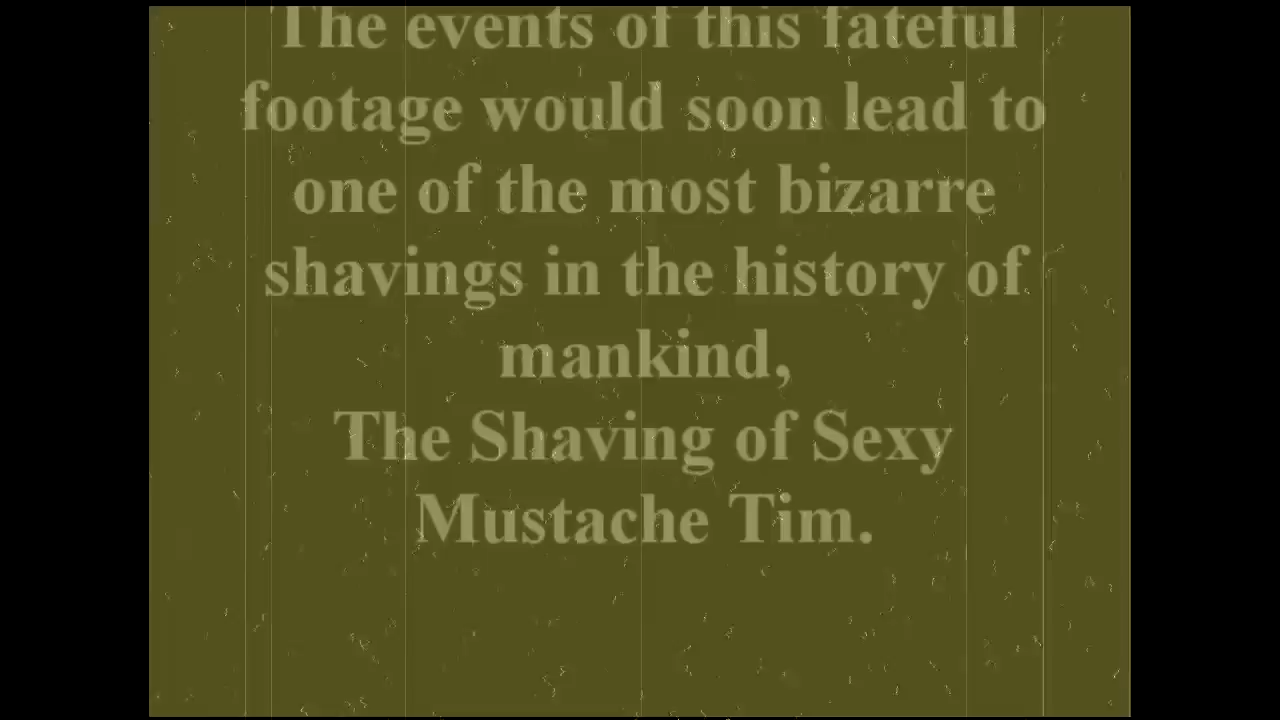 The events of this fateful
footage would soon lead to
one of the most bizarre
shavings in the history of
mankind,
The Shaving of Sexy
Mustache Tim.